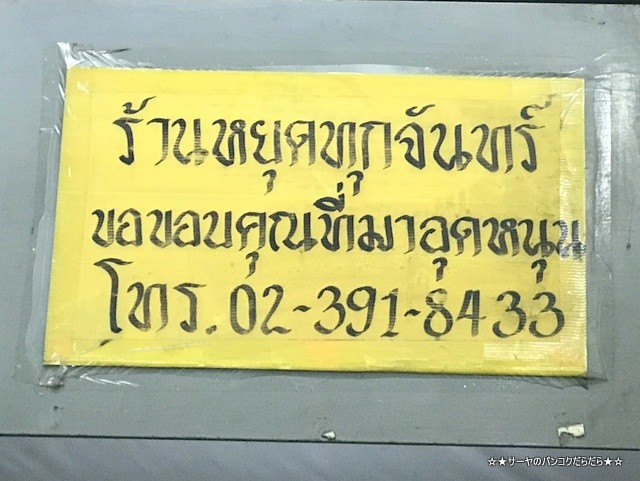 ร้านหยุดทุกจันทร์
ขอขอบคุณที่มาอุดหนุน
โทร. 02-391-8433
☆★サーヤのバンコクだらだら★☆